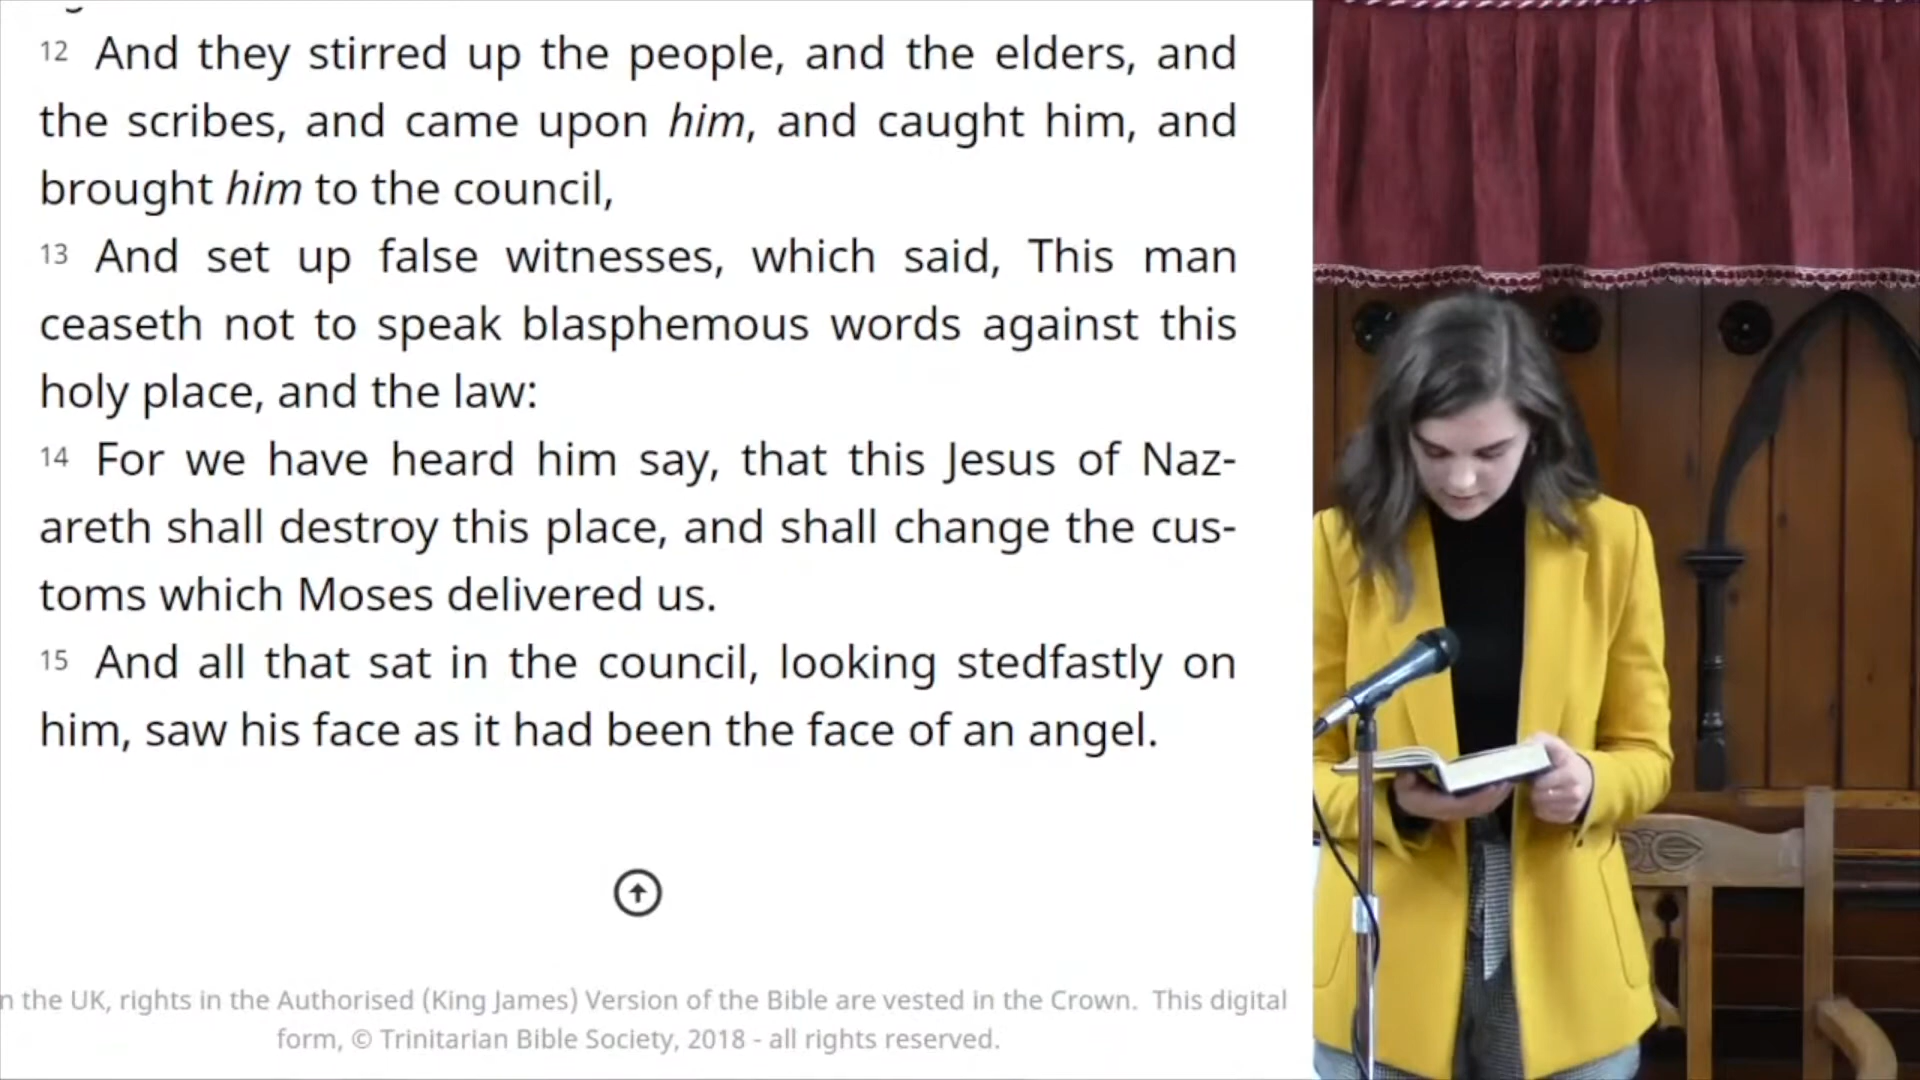 12 And they stirred up the people, and the elders, and
the scribes, and came upon him, and caught him, and
brought him to the council,
13 And set up false witnesses, which said, This man
ceaseth not to speak blasphemous words against this
holy place, and the law:
14 For we have heard him say, that this Jesus of Naz-
areth shall destroy this place, and shall change the cus-
toms which Moses delivered us.
15 And all that sat in the council, looking stedfastly on
him, saw his face as it had been the face of an angel.
n the UK, rights in the Authorised (King James) Version of the Bible are vested in the Crown. This digital
form, © Trinitarian Bible Society, 2018 - all rights reserved.